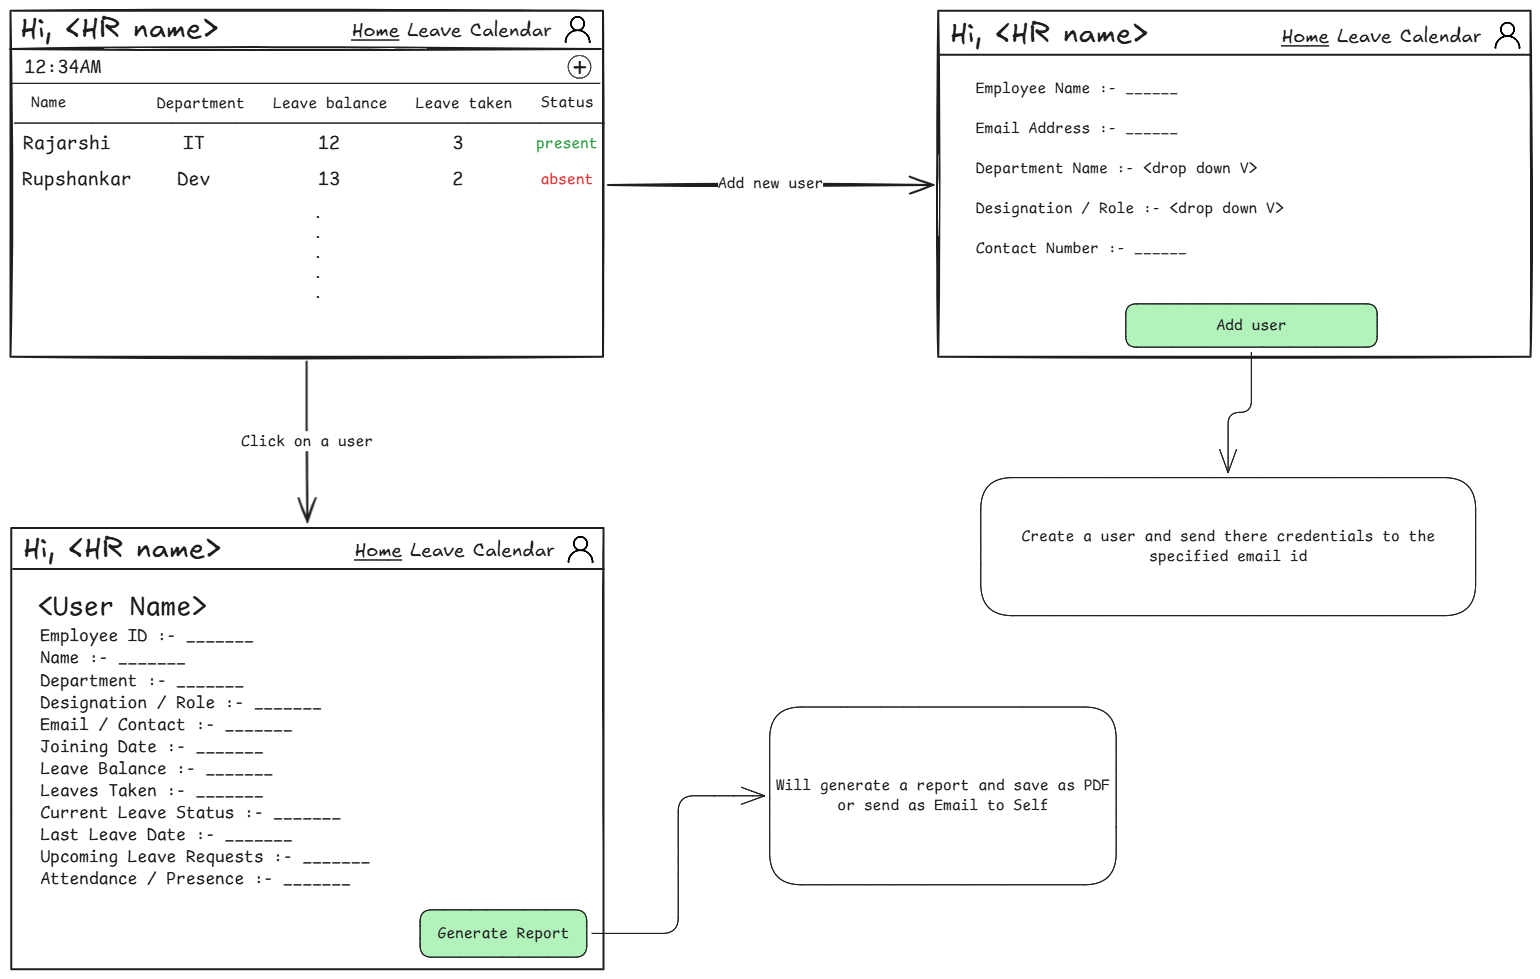 Hi, <HR name>
Home Leave Calendar
12:34AM
Name Department Leave balance Leave taken Status
Rajarshi IT 12 3 present
Rupshankar Dev 13 2 absent
.
.
.
.
.
Add new user
Hi, <HR name>
Home Leave Calendar
Employee Name :- ______
Email Address :- ______
Department Name :- <drop down V>
Designation / Role :- <drop down V>
Contact Number :- ______
Add user
Create a user and send there credentials to the
specified email id
Click on a user
Hi, <HR name>
Home Leave Calendar
<User Name>
Employee ID :- _______
Name :- _______
Department :- _______
Designation / Role :- _______
Email / Contact :- _______
Joining Date :- _______
Leave Balance :- _______
Leaves Taken :- _______
Current Leave Status :- _______
Last Leave Date :- _______
Upcoming Leave Requests :- _______
Attendance / Presence :- _______
Generate Report
Will generate a report and save as PDF
or send as Email to Self